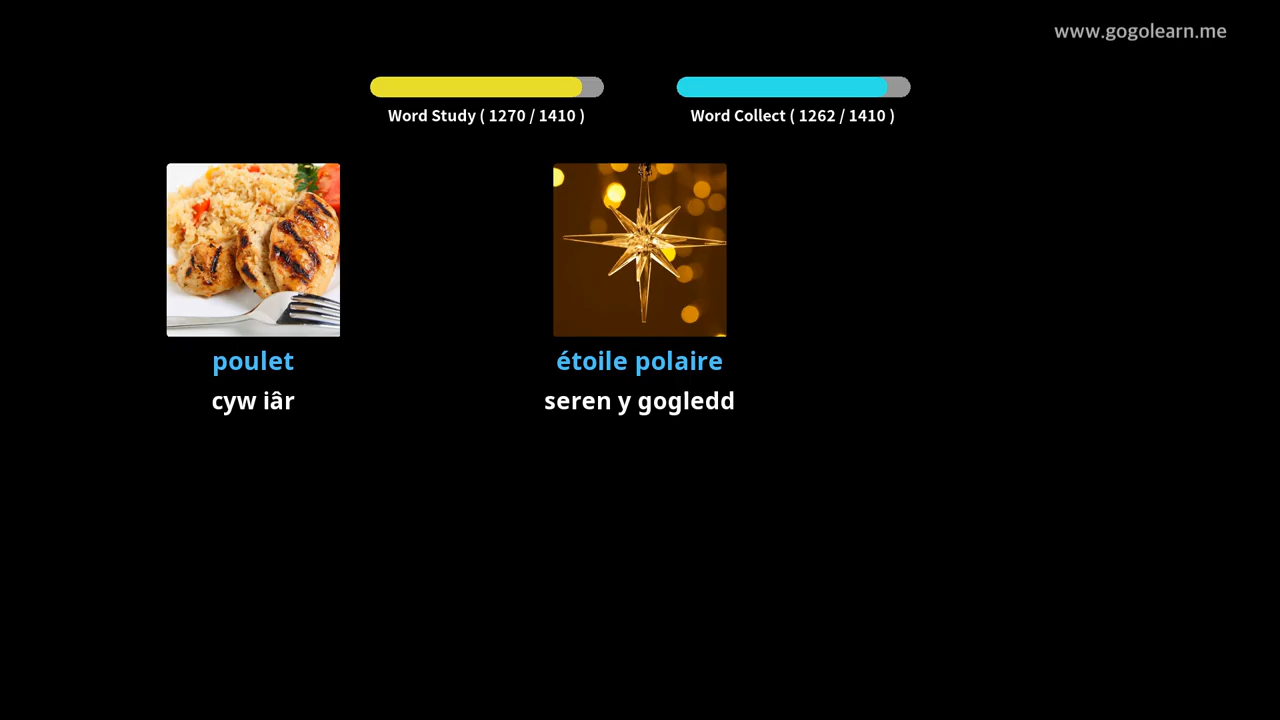 www.gogolearn.me
Word Study ( 1270 / 1410 )
Word Collect ( 1262 / 1410 )
poulet
étoile polaire
cyw iâr
seren y gogledd